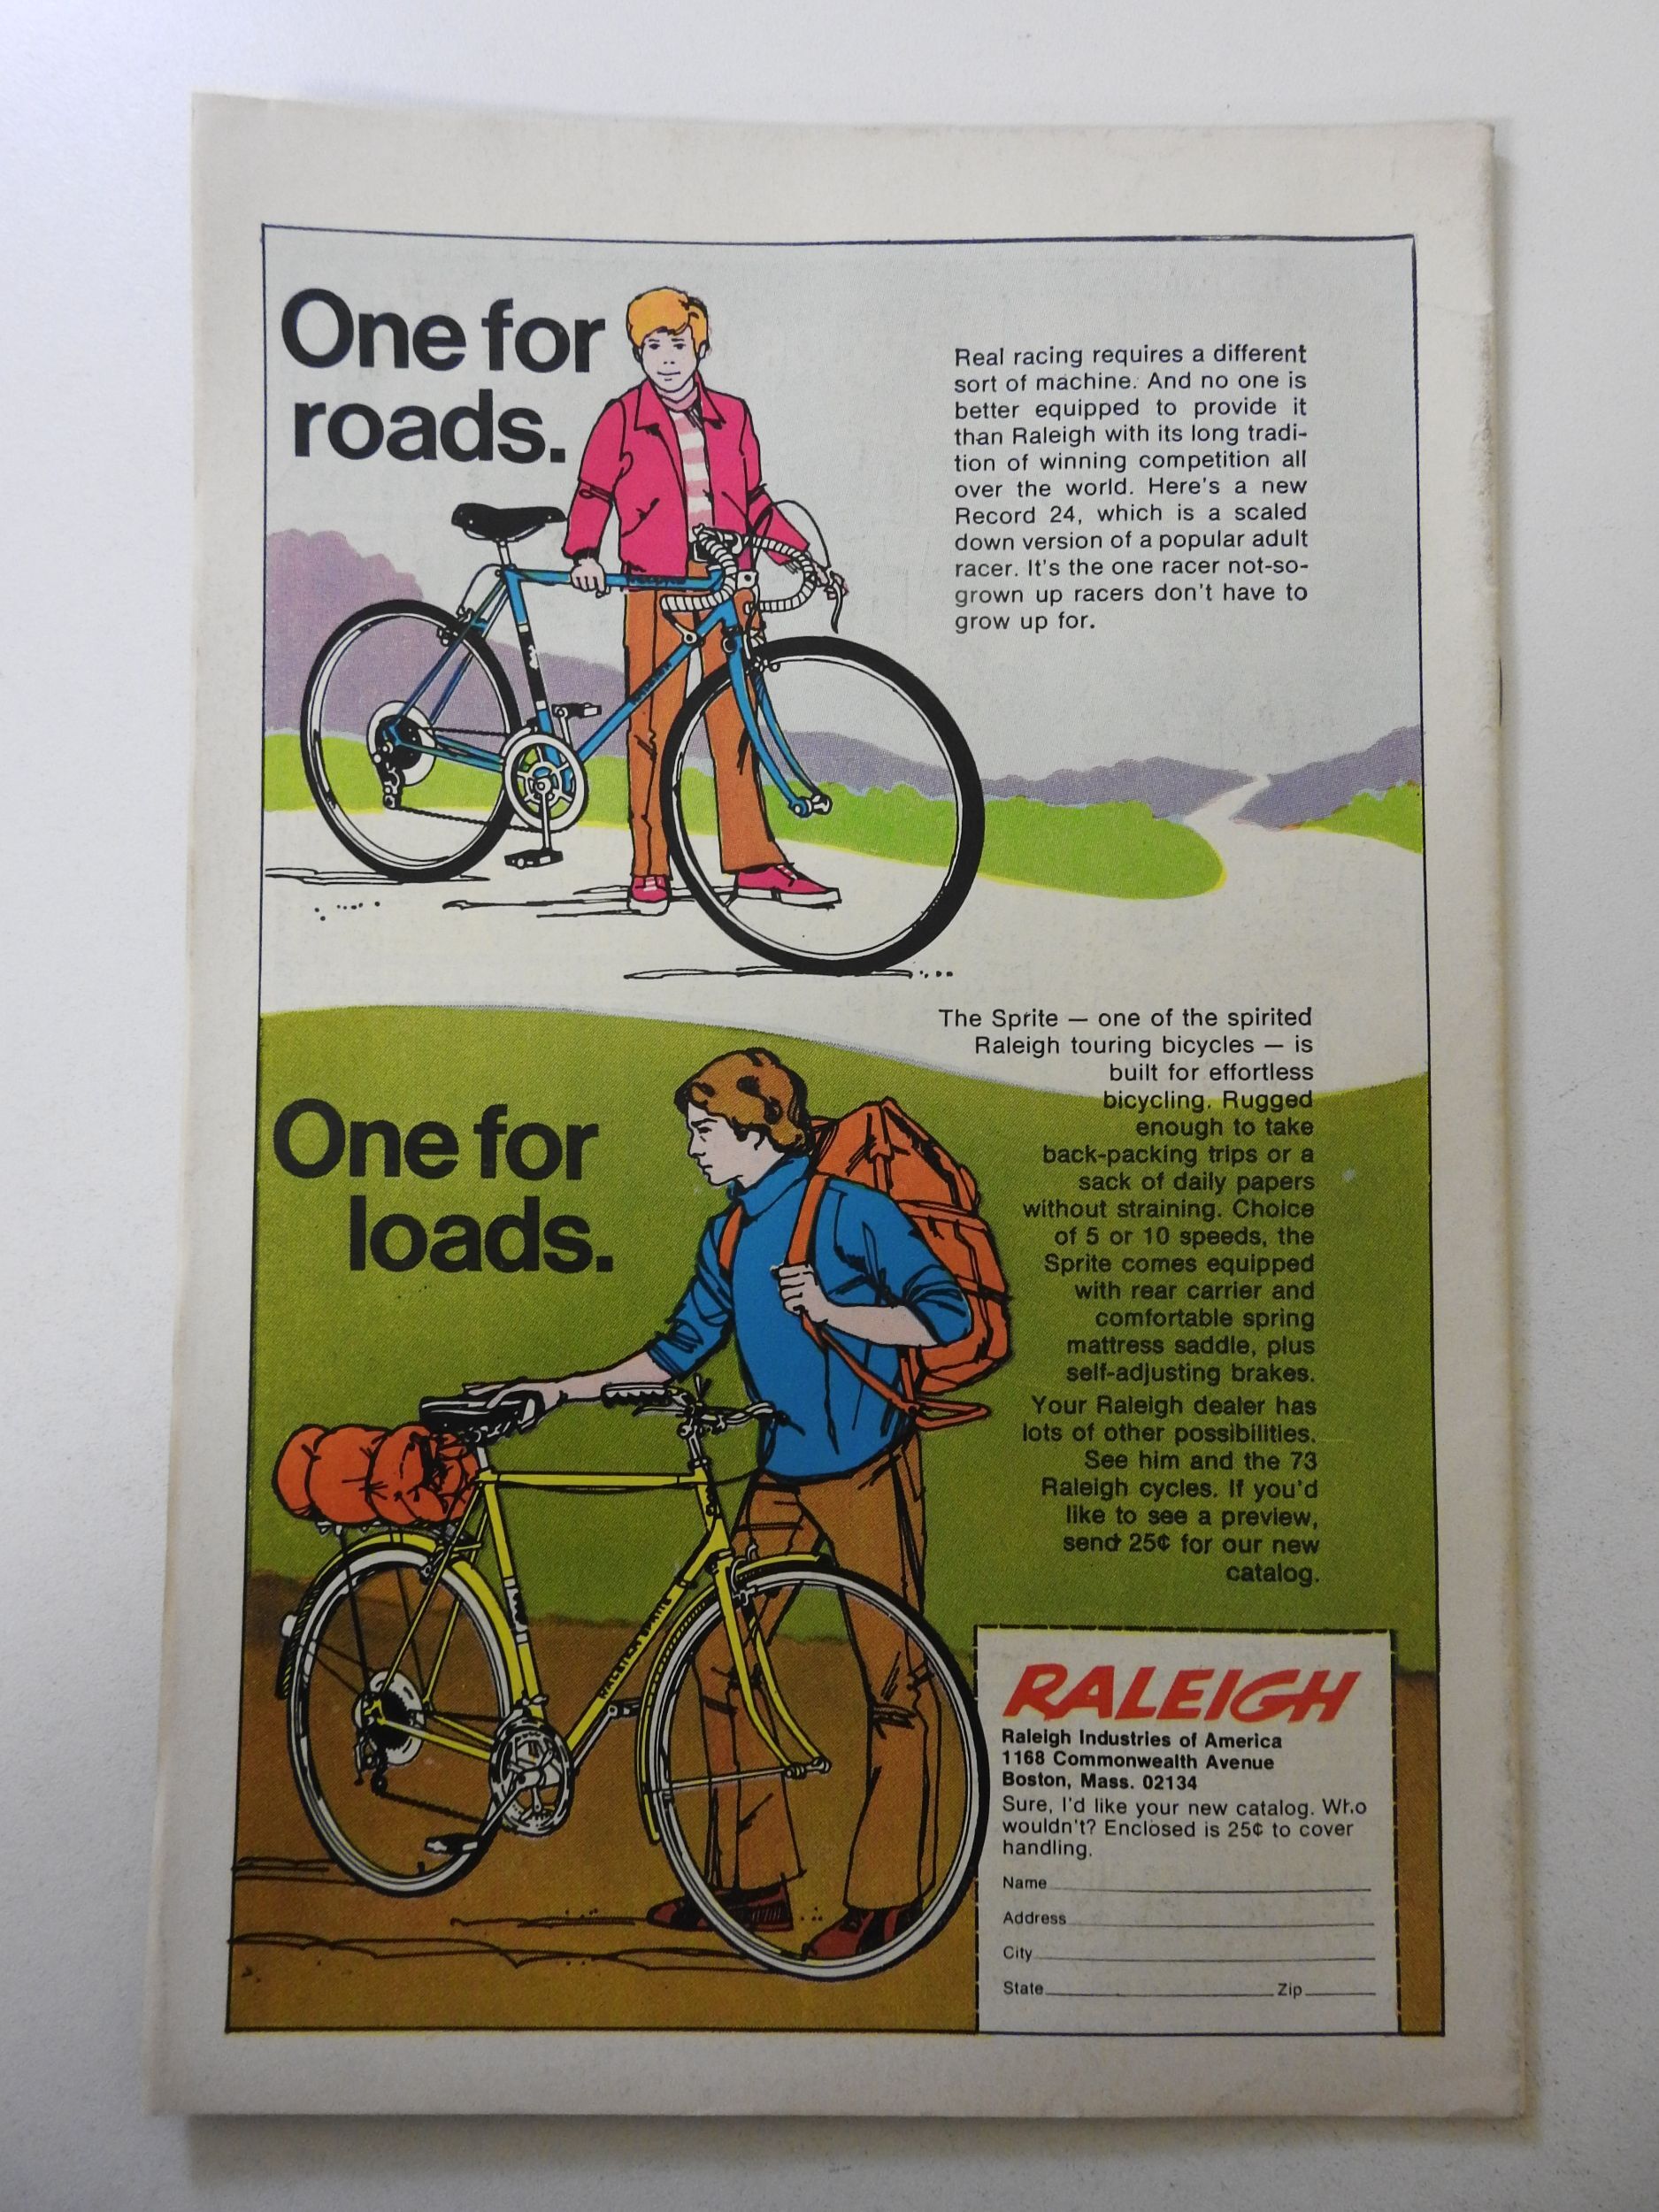 One for
roads.
Real racing requires a different
sort of machine. And no one is
better equipped to provide it
than Raleigh with its long tradi-
tion of winning competition all
over the world. Here's a new
Record 24, which is a scaled
down version of a popular adult
racer. It's the one racer not-so-
grown up racers don't have to
grow up for.
The Sprite — one of the spirited
Raleigh touring bicycles — is
built for effortless
bicycling. Rugged
enough to take
back-packing trips or a
sack of daily papers
without straining. Choice
of 5 or 10 speeds, the
Sprite comes equipped
with rear carrier and
comfortable spring
mattress saddle, plus
self-adjusting brakes.
One for
loads.
Your Raleigh dealer has
lots of other possibilities.
See him and the 73
Raleigh cycles. If you'd
like to see a preview,
send 25¢ for our new
catalog.
RALEIGH SPRITE
RALEIGH
Raleigh Industries of America
1168 Commonwealth Avenue
Boston, Mass. 02134
Sure, I'd like your new catalog. Who
wouldn't? Enclosed is 25¢ to cover
handling.
Name
Address
City
State Zip